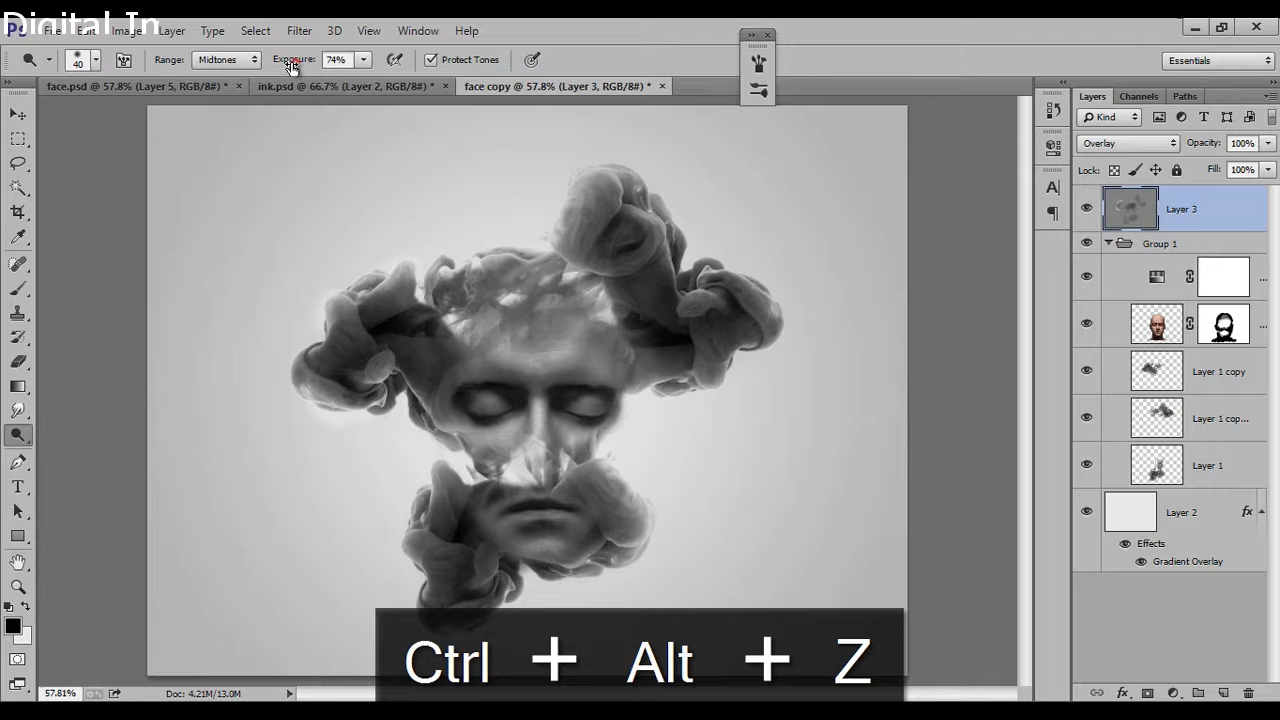 Digital In
Ps File Edit Image Layer Type Select Filter 3D View Window Help
40 Range: Midtones Exposure: 74% Protect Tones Essentials
face.psd @ 57.8% (Layer 5, RGB/8#) * × ink.psd @ 66.7% (Layer 2, RGB/8#) * × face copy @ 57.8% (Layer 3, RGB/8#) * ×
Layers Channels Paths
Kind
Overlay Opacity: 100%
Lock: Fill: 100%
Layer 3
Group 1
Layer 1 copy
Layer 1 cop...
Layer 1
Layer 2 fx
Effects
Gradient Overlay
Ctrl + Alt + Z
57.81% Doc: 4.21M/13.0M